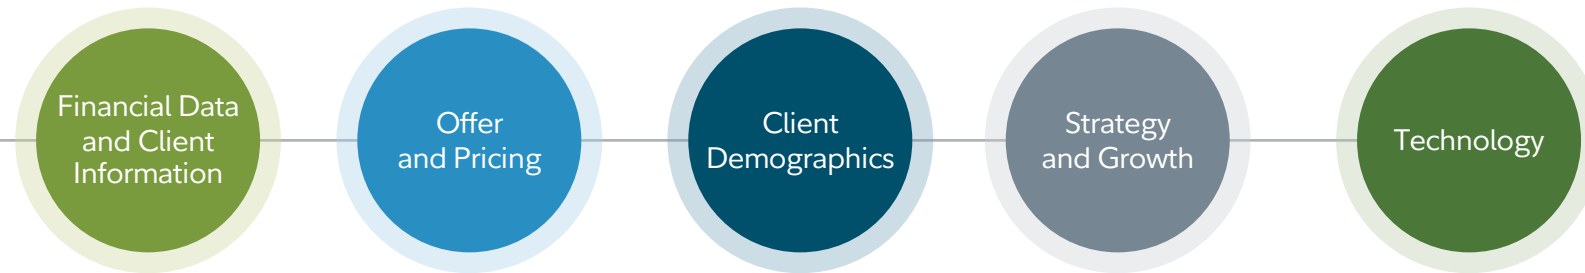 Financial Data
and Client
Information
Offer
and Pricing
Client
Demographics
Strategy
and Growth
Technology